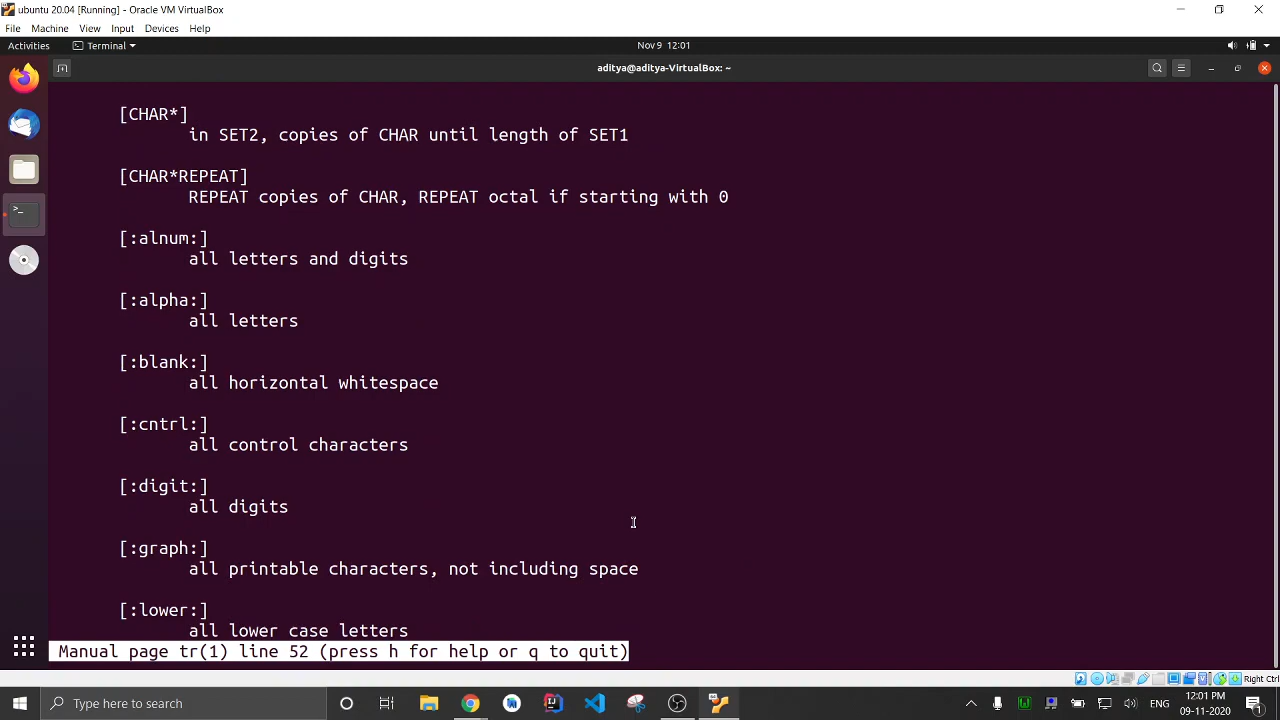 ubuntu 20.04 [Running] - Oracle VM VirtualBox
File Machine View Input Devices Help
Activities Terminal Nov 9 12:01
aditya@aditya-VirtualBox: ~
[CHAR*]
in SET2, copies of CHAR until length of SET1
[CHAR*REPEAT]
REPEAT copies of CHAR, REPEAT octal if starting with 0
[:alnum:]
all letters and digits
[:alpha:]
all letters
[:blank:]
all horizontal whitespace
[:cntrl:]
all control characters
[:digit:]
all digits
[:graph:]
all printable characters, not including space
[:lower:]
all lower case letters
Manual page tr(1) line 52 (press h for help or q to quit)
Right Ctrl
Type here to search
ENG
12:01 PM
09-11-2020